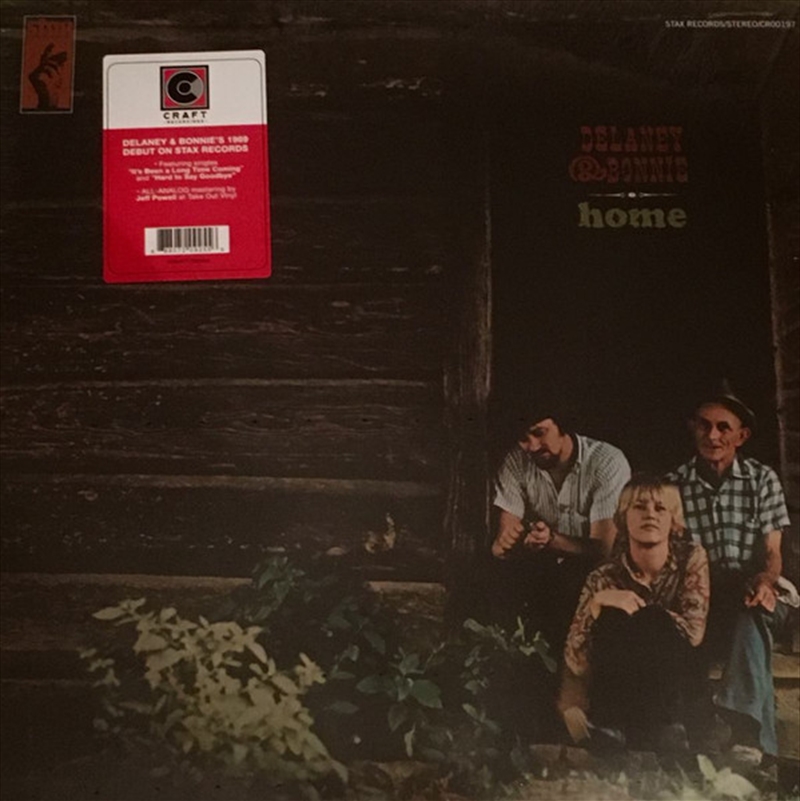 STAX RECORDS/STEREO/CR00197
CRAFT
RECORDINGS
DELANEY & BONNIE'S 1969
DEBUT ON STAX RECORDS
• Featuring singles
"It's Been a Long Time Coming"
and "Hard to Say Goodbye"
• ALL-ANALOG mastering by
Jeff Powell at Take Out Vinyl
DELANEY
& BONNIE
home